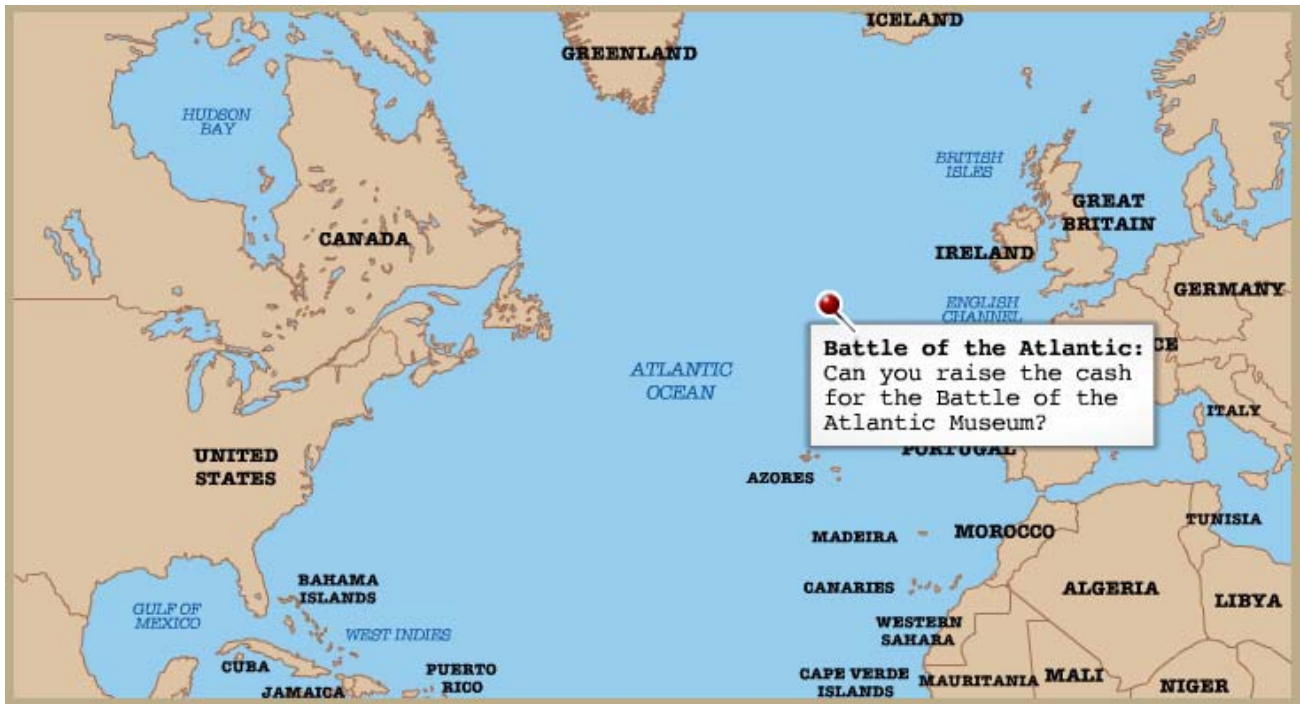 ICELAND
GREENLAND
HUDSON
BAY
BRITISH
ISLES
GREAT
BRITAIN
CANADA
IRELAND
GERMANY
ENGLISH
CHANNEL
Battle of the Atlantic:
Can you raise the cash
for the Battle of the
Atlantic Museum?
CE
ATLANTIC
OCEAN
ITALY
UNITED
STATES
PORTUGAL
AZORES
TUNISIA
MADEIRA
MOROCCO
BAHAMA
ISLANDS
CANARIES
ALGERIA
LIBYA
GULF OF
MEXICO
WEST INDIES
WESTERN
SAHARA
CUBA
JAMAICA
PUERTO
RICO
CAPE VERDE
ISLANDS
MAURITANIA
MALI
NIGER